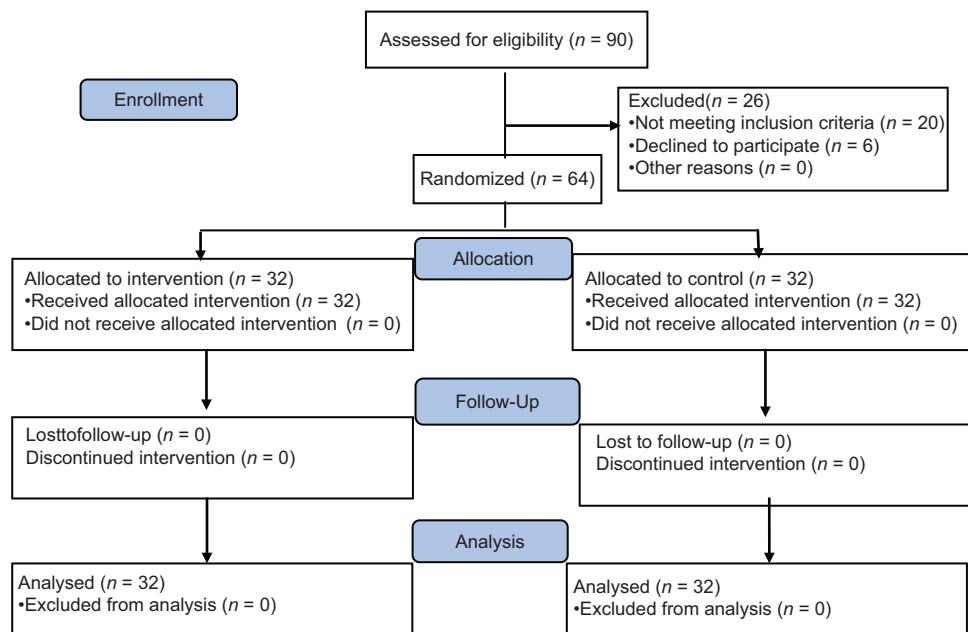 Assessed for eligibility (n = 90)
Enrollment
Excluded(n = 26)
•Not meeting inclusion criteria (n = 20)
•Declined to participate (n = 6)
•Other reasons (n = 0)
Randomized (n = 64)
Allocation
Allocated to intervention (n = 32)
•Received allocated intervention (n = 32)
•Did not receive allocated intervention (n = 0)
Allocated to control (n = 32)
•Received allocated intervention (n = 32)
•Did not receive allocated intervention (n = 0)
Follow-Up
Losttofollow-up (n = 0)
Discontinued intervention (n = 0)
Lost to follow-up (n = 0)
Discontinued intervention (n = 0)
Analysis
Analysed (n = 32)
•Excluded from analysis (n = 0)
Analysed (n = 32)
•Excluded from analysis (n = 0)